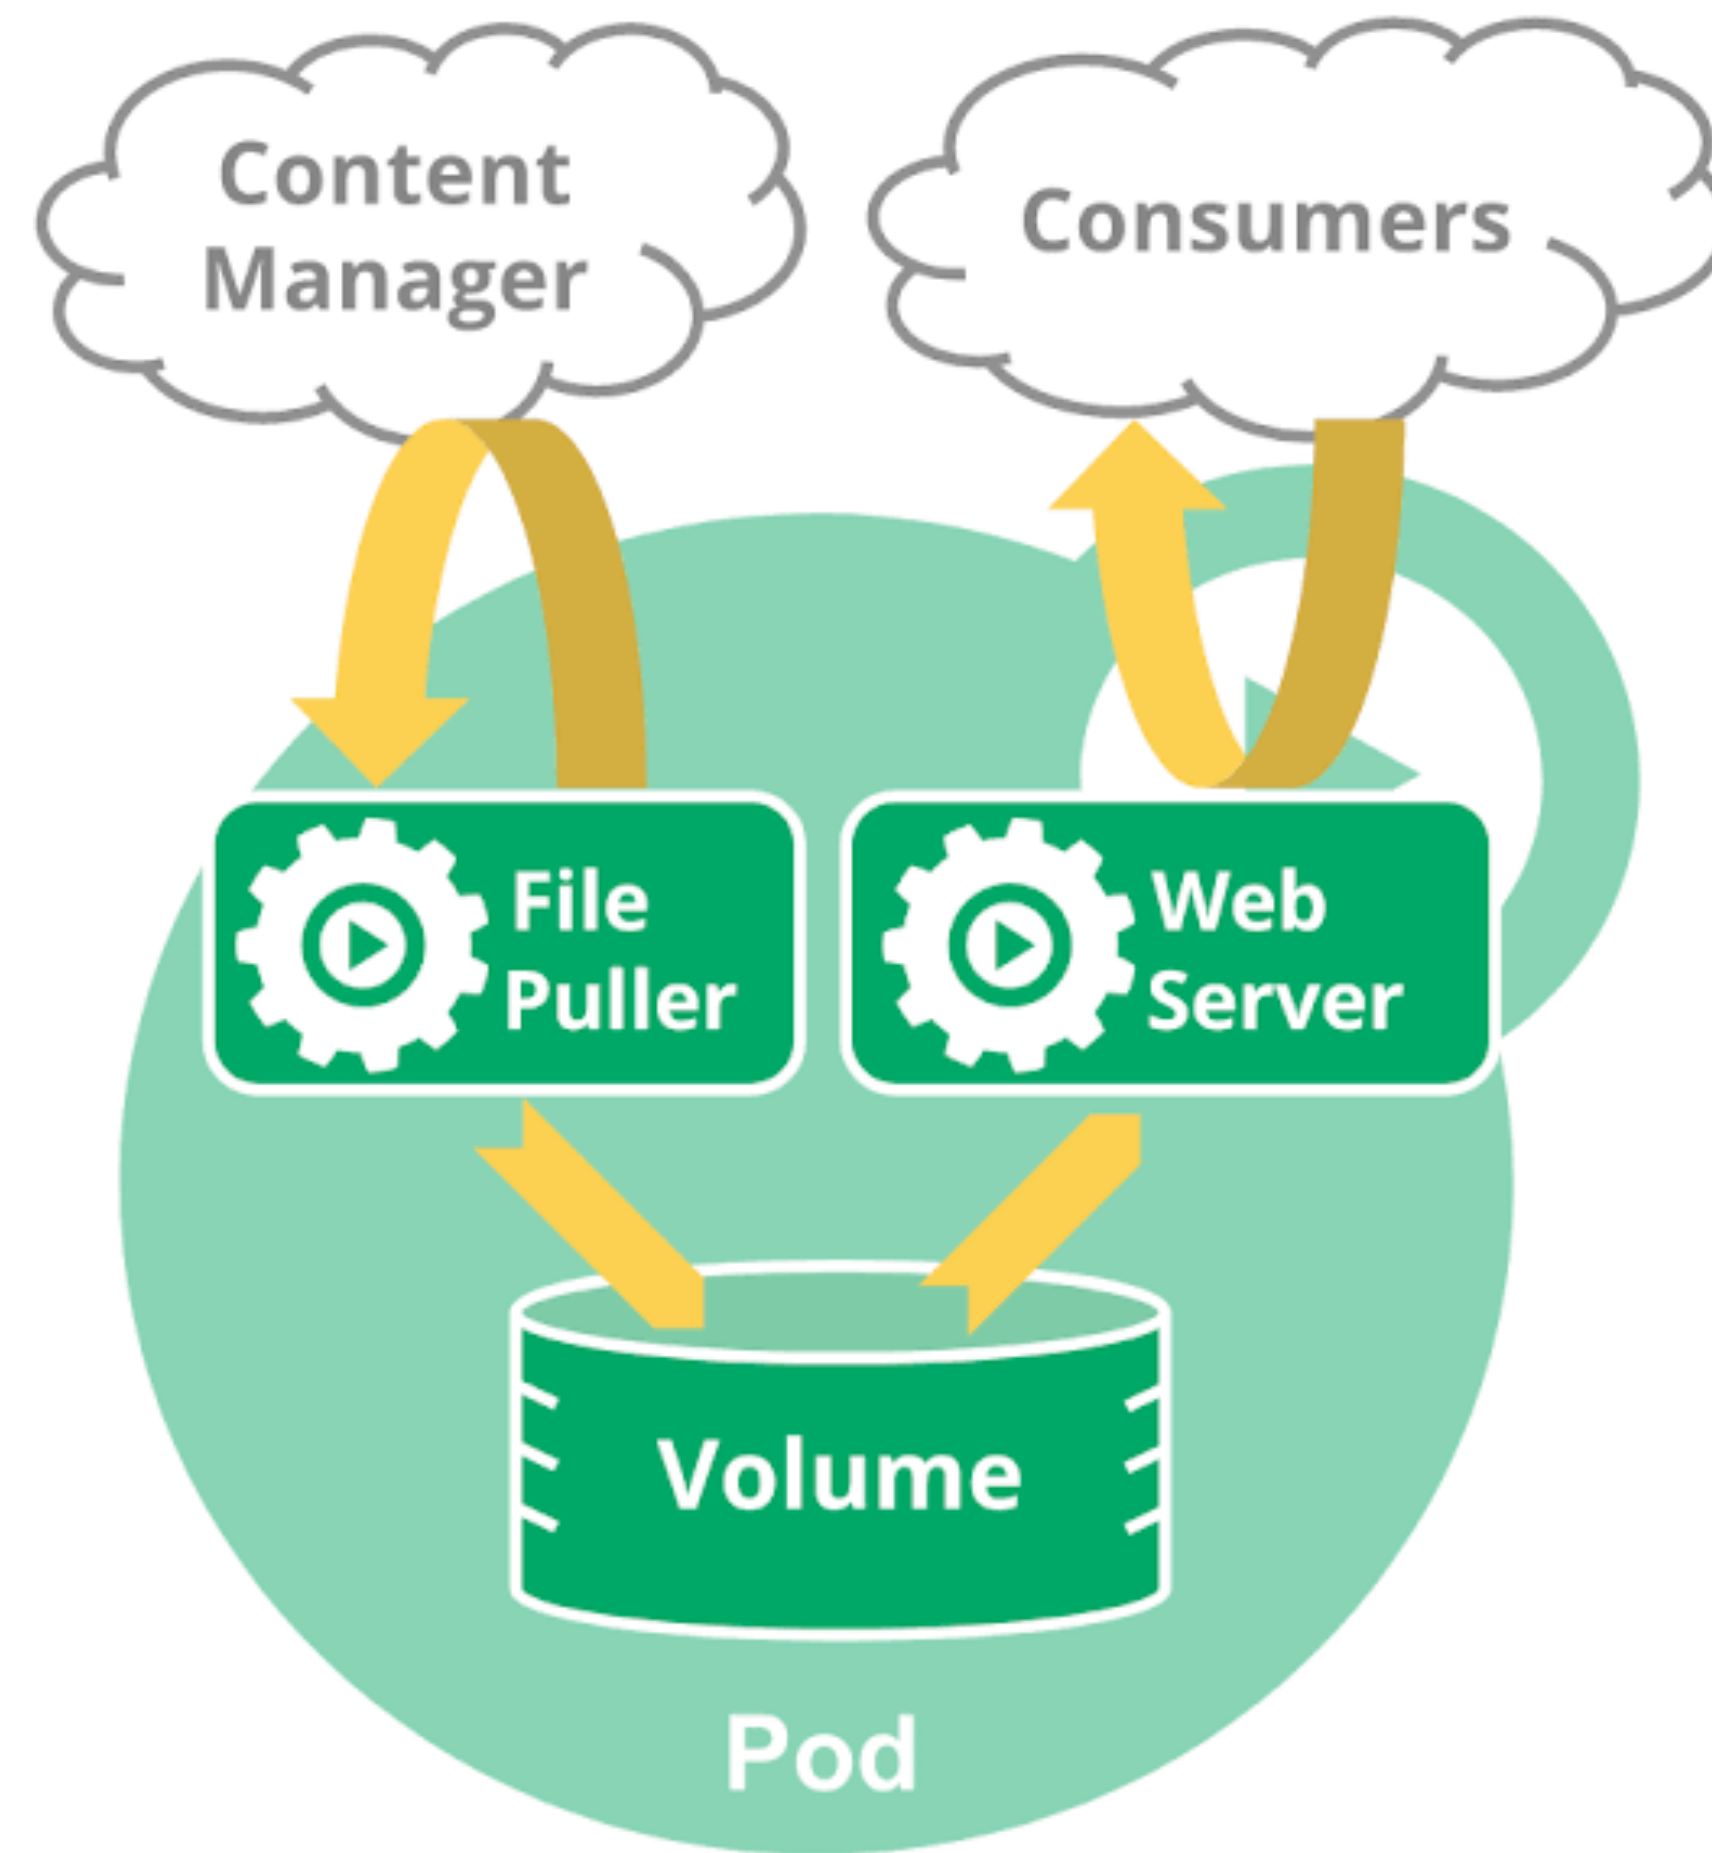 Content
Manager
Consumers
File
Puller
Web
Server
Volume
Pod